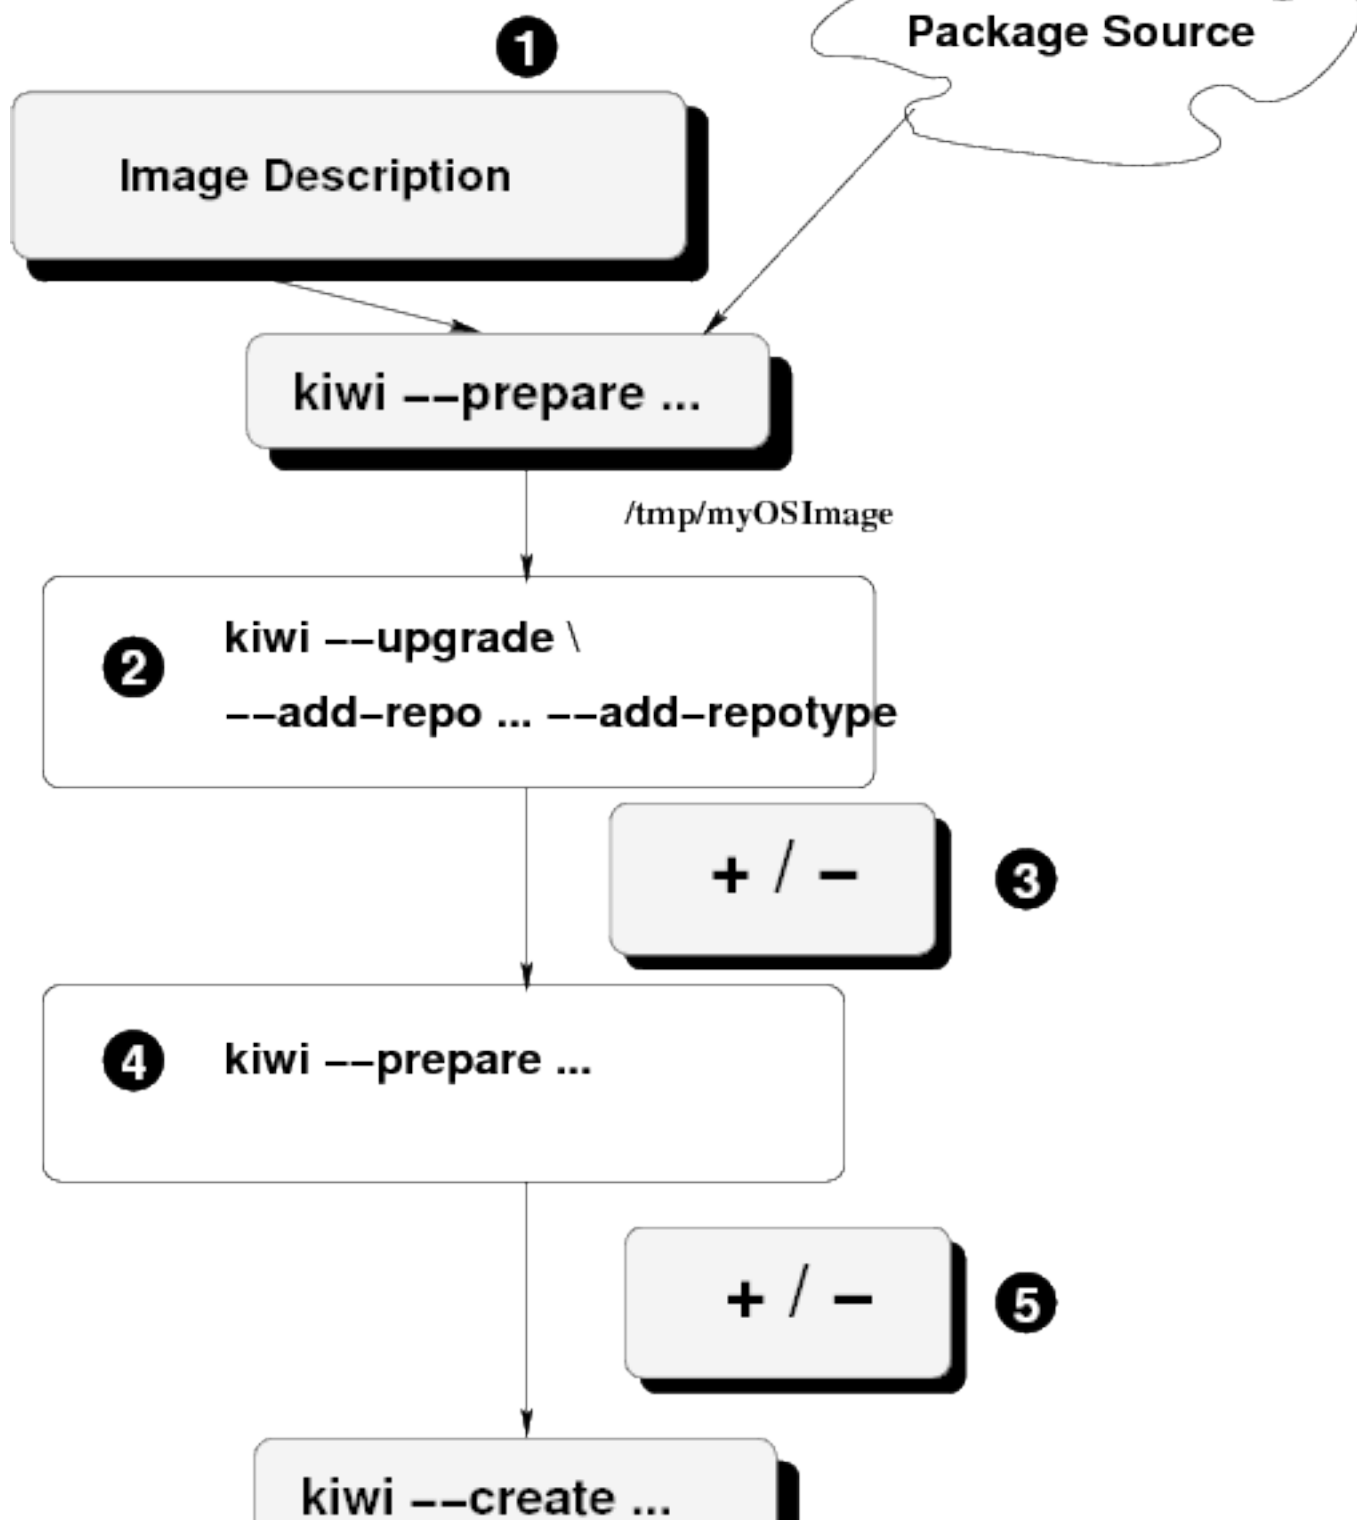 1
Package Source
Image Description
kiwi --prepare ...
/tmp/myOSImage
2
kiwi --upgrade \
--add-repo ... --add-repotype
+ / -
3
4
kiwi --prepare ...
+ / -
5
kiwi --create ...